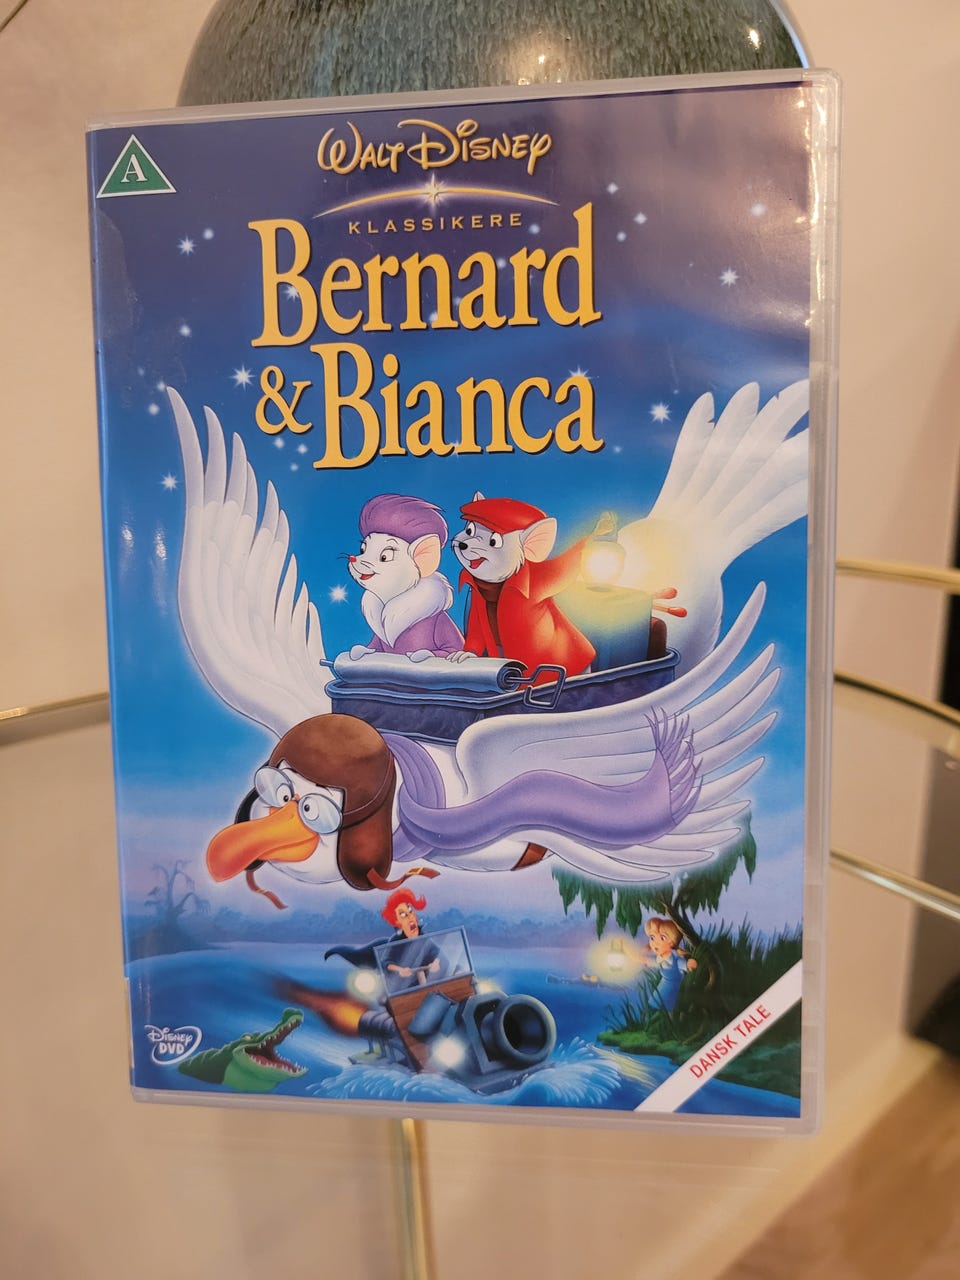 A
WALT DISNEY
KLASSIKERE
Bernard
& Bianca
DISNEY
DVD
DANSK TALE